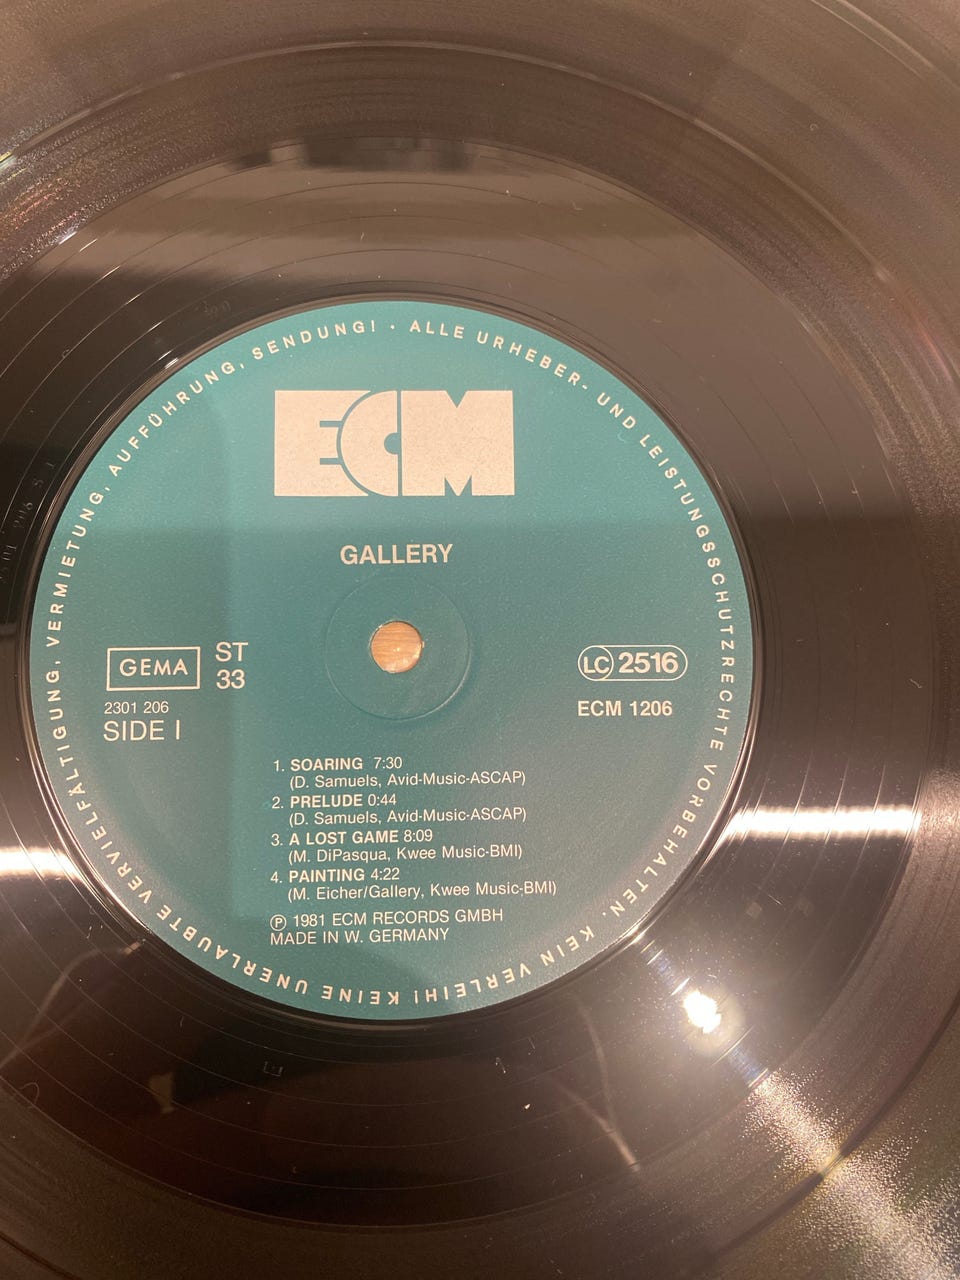 ALLE URHEBER- UND LEISTUNGSSCHUTZRECHTE VORBEHALTEN. KEIN VERLEIH! KEINE UNERLAUBTE VERVIELFÄLTIGUNG, VERMIETUNG, AUFFÜHRUNG, SENDUNG! ·
ECM
GALLERY
GEMA
ST
33
2301 206
SIDE I
LC 2516
ECM 1206
1. SOARING 7:30
(D. Samuels, Avid-Music-ASCAP)
2. PRELUDE 0:44
(D. Samuels, Avid-Music-ASCAP)
3. A LOST GAME 8:09
(M. DiPasqua, Kwee Music-BMI)
4. PAINTING 4:22
(M. Eicher/Gallery, Kwee Music-BMI)
Ⓟ 1981 ECM RECORDS GMBH
MADE IN W. GERMANY